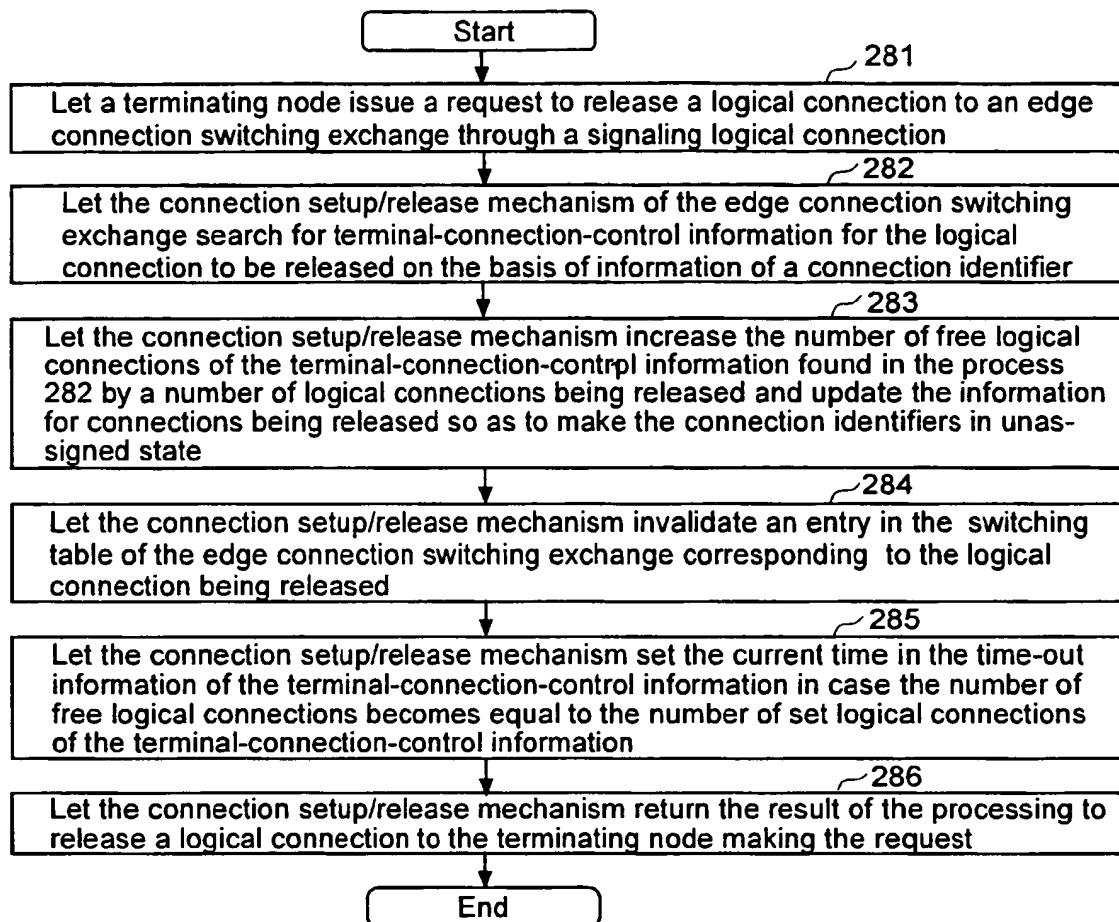 Start
281
Let a terminating node issue a request to release a logical connection to an edge
connection switching exchange through a signaling logical connection
282
Let the connection setup/release mechanism of the edge connection switching
exchange search for terminal-connection-control information for the logical
connection to be released on the basis of information of a connection identifier
283
Let the connection setup/release mechanism increase the number of free logical
connections of the terminal-connection-control information found in the process
282 by a number of logical connections being released and update the information
for connections being released so as to make the connection identifiers in unas-
signed state
284
Let the connection setup/release mechanism invalidate an entry in the switching
table of the edge connection switching exchange corresponding to the logical
connection being released
285
Let the connection setup/release mechanism set the current time in the time-out
information of the terminal-connection-control information in case the number of
free logical connections becomes equal to the number of set logical connections
of the terminal-connection-control information
286
Let the connection setup/release mechanism return the result of the processing to
release a logical connection to the terminating node making the request
End